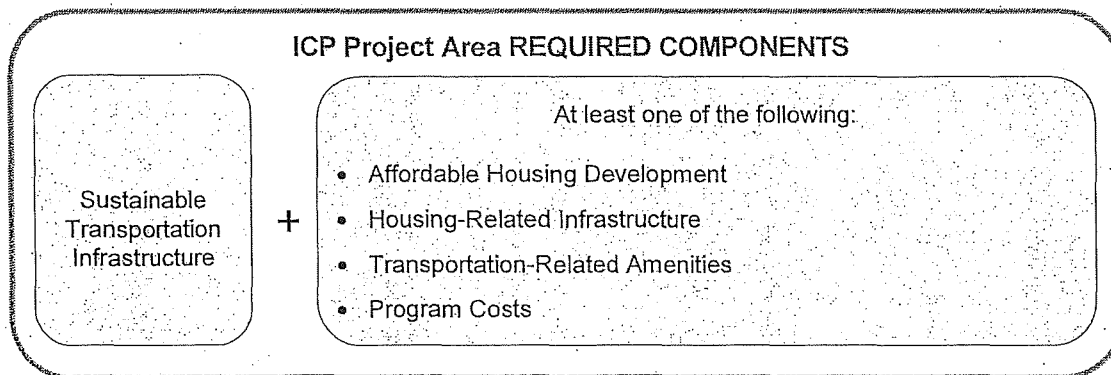 ICP Project Area REQUIRED COMPONENTS
Sustainable
Transportation
Infrastructure
+
At least one of the following:
• Affordable Housing Development
• Housing-Related Infrastructure
• Transportation-Related Amenities
• Program Costs